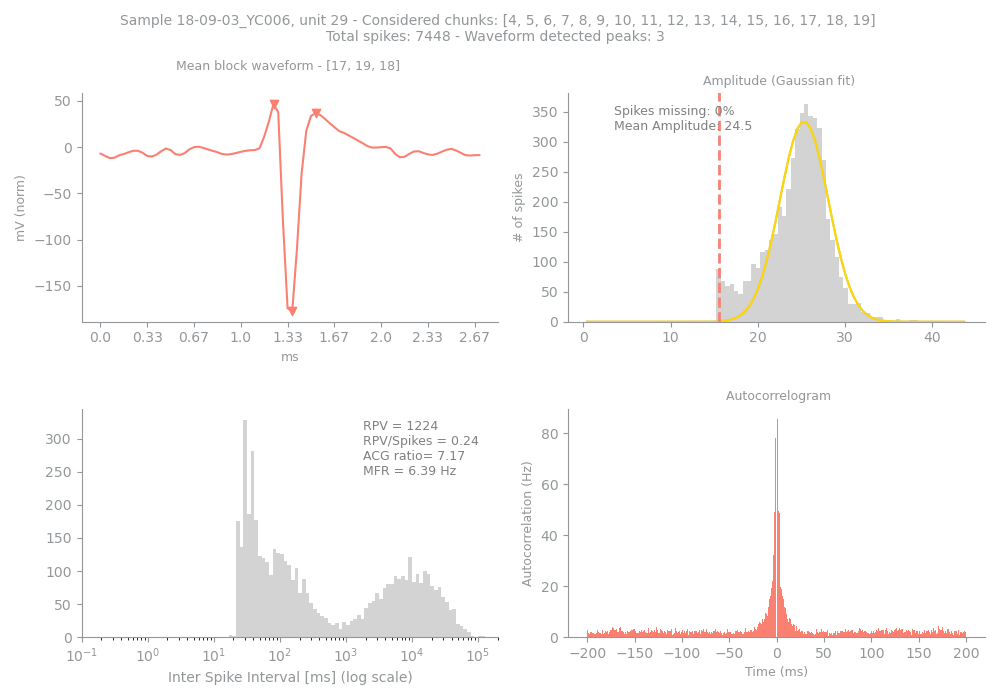 Sample 18-09-03_YC006, unit 29 - Considered chunks: [4, 5, 6, 7, 8, 9, 10, 11, 12, 13, 14, 15, 16, 17, 18, 19]
Total spikes: 7448 - Waveform detected peaks: 3
Mean block waveform - [17, 19, 18]
50
0
−50
−100
−150
mV (norm)
0.0 0.33 0.67 1.0 1.33 1.67 2.0 2.33 2.67
ms
Amplitude (Gaussian fit)
Spikes missing: 0%
Mean Amplitude: 24.5
350
300
250
200
150
100
50
0
# of spikes
0 10 20 30 40
RPV = 1224
RPV/Spikes = 0.24
ACG ratio= 7.17
MFR = 6.39 Hz
300
250
200
150
100
50
0
10⁻¹ 10⁰ 10¹ 10² 10³ 10⁴ 10⁵
Inter Spike Interval [ms] (log scale)
Autocorrelogram
80
60
40
20
0
Autocorrelation (Hz)
−200 −150 −100 −50 0 50 100 150 200
Time (ms)